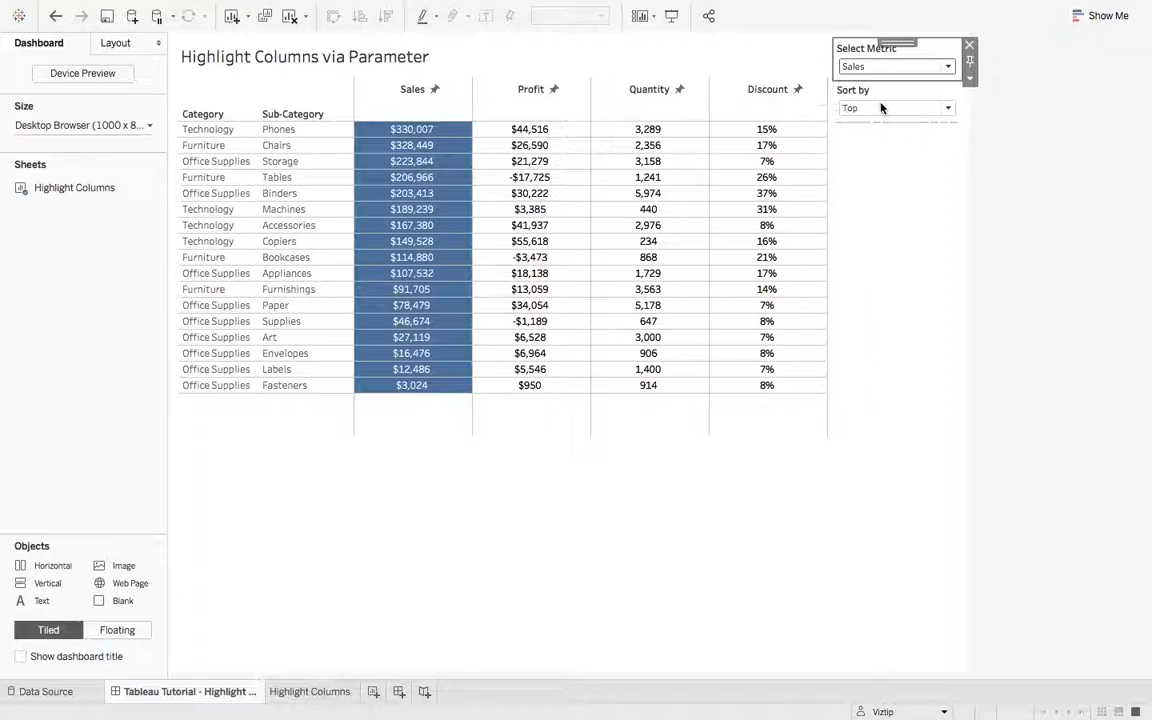 Show Me
Dashboard Layout
Device Preview
Size
Desktop Browser (1000 x 8...
Sheets
Highlight Columns
Highlight Columns via Parameter
Sales Profit Quantity Discount
Category Sub-Category
Technology Phones $330,007 $44,516 3,289 15%
Furniture Chairs $328,449 $26,590 2,356 17%
Office Supplies Storage $223,844 $21,279 3,158 7%
Furniture Tables $206,966 -$17,725 1,241 26%
Office Supplies Binders $203,413 $30,222 5,974 37%
Technology Machines $189,239 $3,385 440 31%
Technology Accessories $167,380 $41,937 2,976 8%
Technology Copiers $149,528 $55,618 234 16%
Furniture Bookcases $114,880 -$3,473 868 21%
Office Supplies Appliances $107,532 $18,138 1,729 17%
Furniture Furnishings $91,705 $13,059 3,563 14%
Office Supplies Paper $78,479 $34,054 5,178 7%
Office Supplies Supplies $46,674 -$1,189 647 8%
Office Supplies Art $27,119 $6,528 3,000 7%
Office Supplies Envelopes $16,476 $6,964 906 8%
Office Supplies Labels $12,486 $5,546 1,400 7%
Office Supplies Fasteners $3,024 $950 914 8%
Select Metric
Sales
Sort by
Top
Objects
Horizontal Image
Vertical Web Page
A Text Blank
Tiled Floating
Show dashboard title
Data Source Tableau Tutorial - Highlight ... Highlight Columns
Viztip